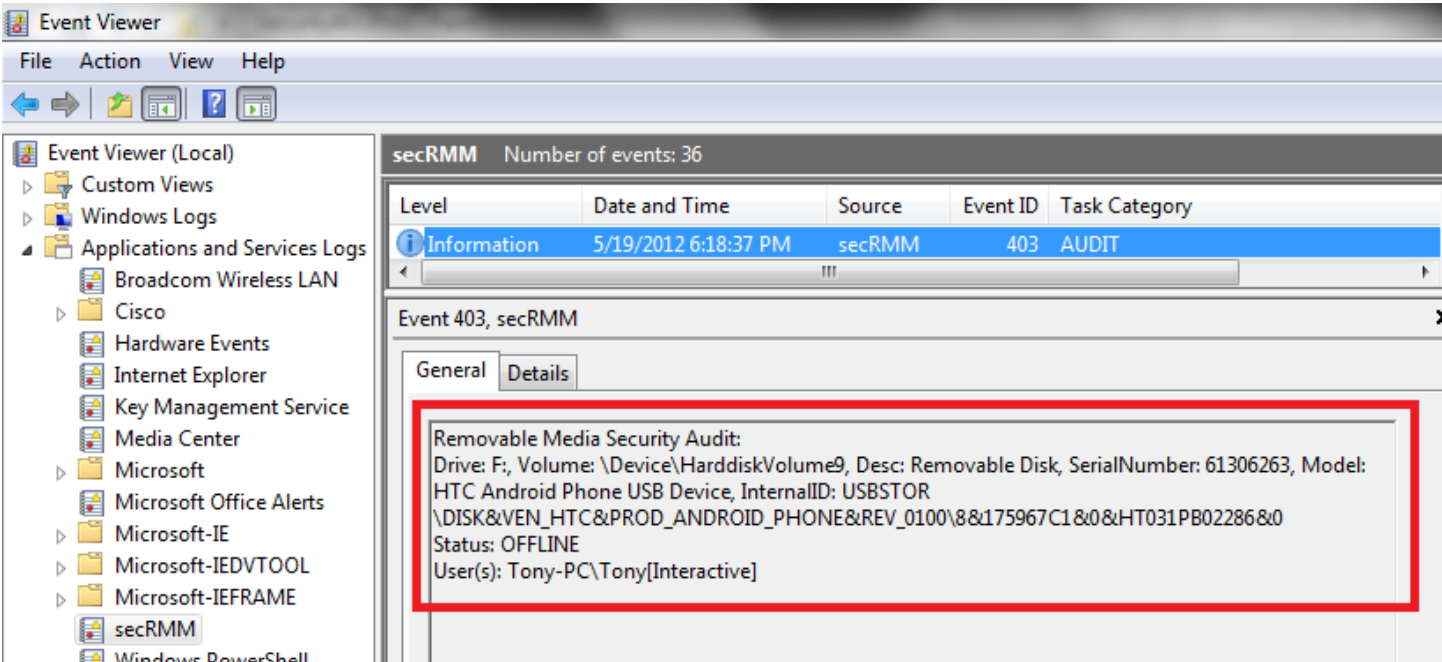 Event Viewer
File Action View Help
Event Viewer (Local)
Custom Views
Windows Logs
Applications and Services Logs
Broadcom Wireless LAN
Cisco
Hardware Events
Internet Explorer
Key Management Service
Media Center
Microsoft
Microsoft Office Alerts
Microsoft-IE
Microsoft-IEDVTOOL
Microsoft-IEFRAME
secRMM
Windows PowerShell
secRMM Number of events: 36
Level Date and Time Source Event ID Task Category
Information 5/19/2012 6:18:37 PM secRMM 403 AUDIT
Event 403, secRMM
General Details
Removable Media Security Audit:
Drive: F:, Volume: \Device\HarddiskVolume9, Desc: Removable Disk, SerialNumber: 61306263, Model:
HTC Android Phone USB Device, InternalID: USBSTOR
\DISK&VEN_HTC&PROD_ANDROID_PHONE&REV_0100\8&175967C1&0&HT031PB02286&0
Status: OFFLINE
User(s): Tony-PC\Tony[Interactive]